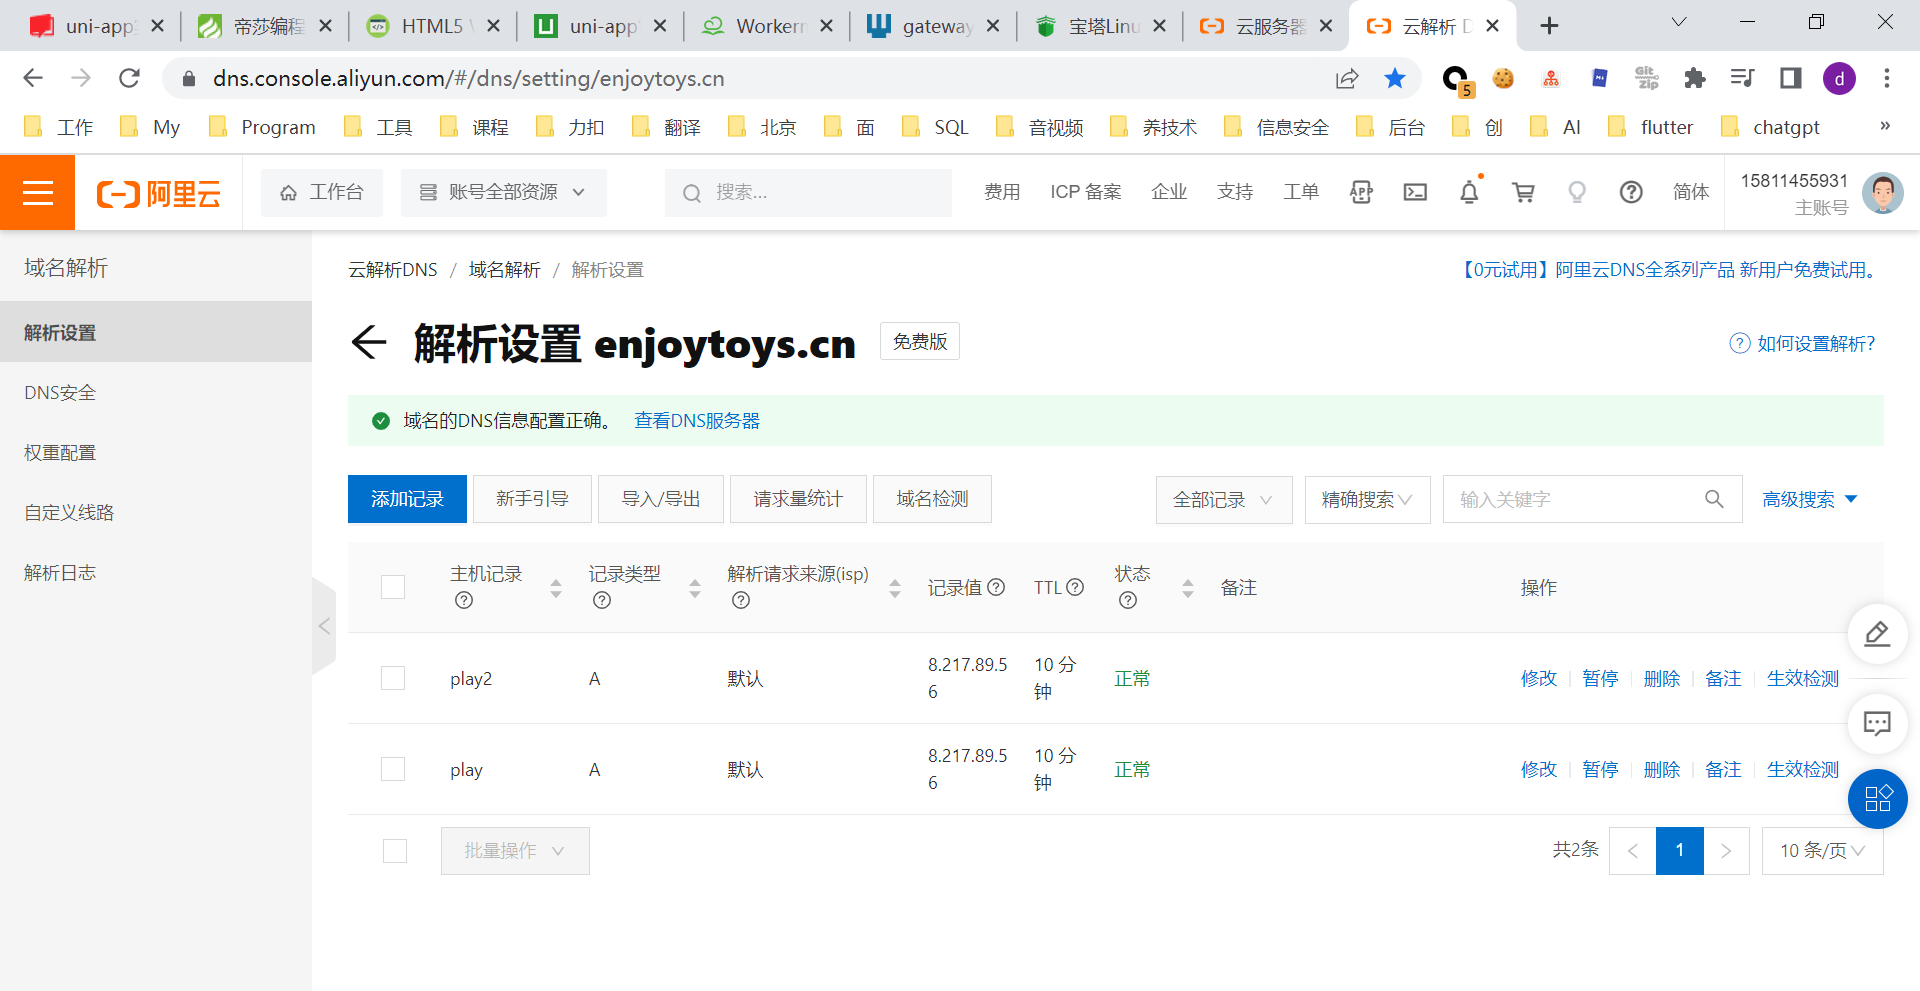 uni-app
帝莎编程
HTML5
uni-app
Workerm
gateway
宝塔Linu
云服务器
云解析 D
dns.console.aliyun.com/#/dns/setting/enjoytoys.cn
5
Git Zip
d
工作
My
Program
工具
课程
力扣
翻译
北京
面
SQL
音视频
养技术
信息安全
后台
创
AI
flutter
chatgpt
»
阿里云
工作台
账号全部资源
搜索...
费用
ICP 备案
企业
支持
工单
APP
简体
15811455931
主账号
域名解析
解析设置
DNS安全
权重配置
自定义线路
解析日志
云解析DNS / 域名解析 / 解析设置
【0元试用】阿里云DNS全系列产品 新用户免费试用。
解析设置 enjoytoys.cn
免费版
如何设置解析?
域名的DNS信息配置正确。 查看DNS服务器
添加记录
新手引导
导入/导出
请求量统计
域名检测
全部记录
精确搜索
输入关键字
高级搜索
主机记录
记录类型
解析请求来源(isp)
记录值
TTL
状态
备注
操作
play2
A
默认
8.217.89.5
6
10 分
钟
正常
修改 | 暂停 | 删除 | 备注 | 生效检测
play
A
默认
8.217.89.5
6
10 分
钟
正常
修改 | 暂停 | 删除 | 备注 | 生效检测
批量操作
共2条
1
10 条/页